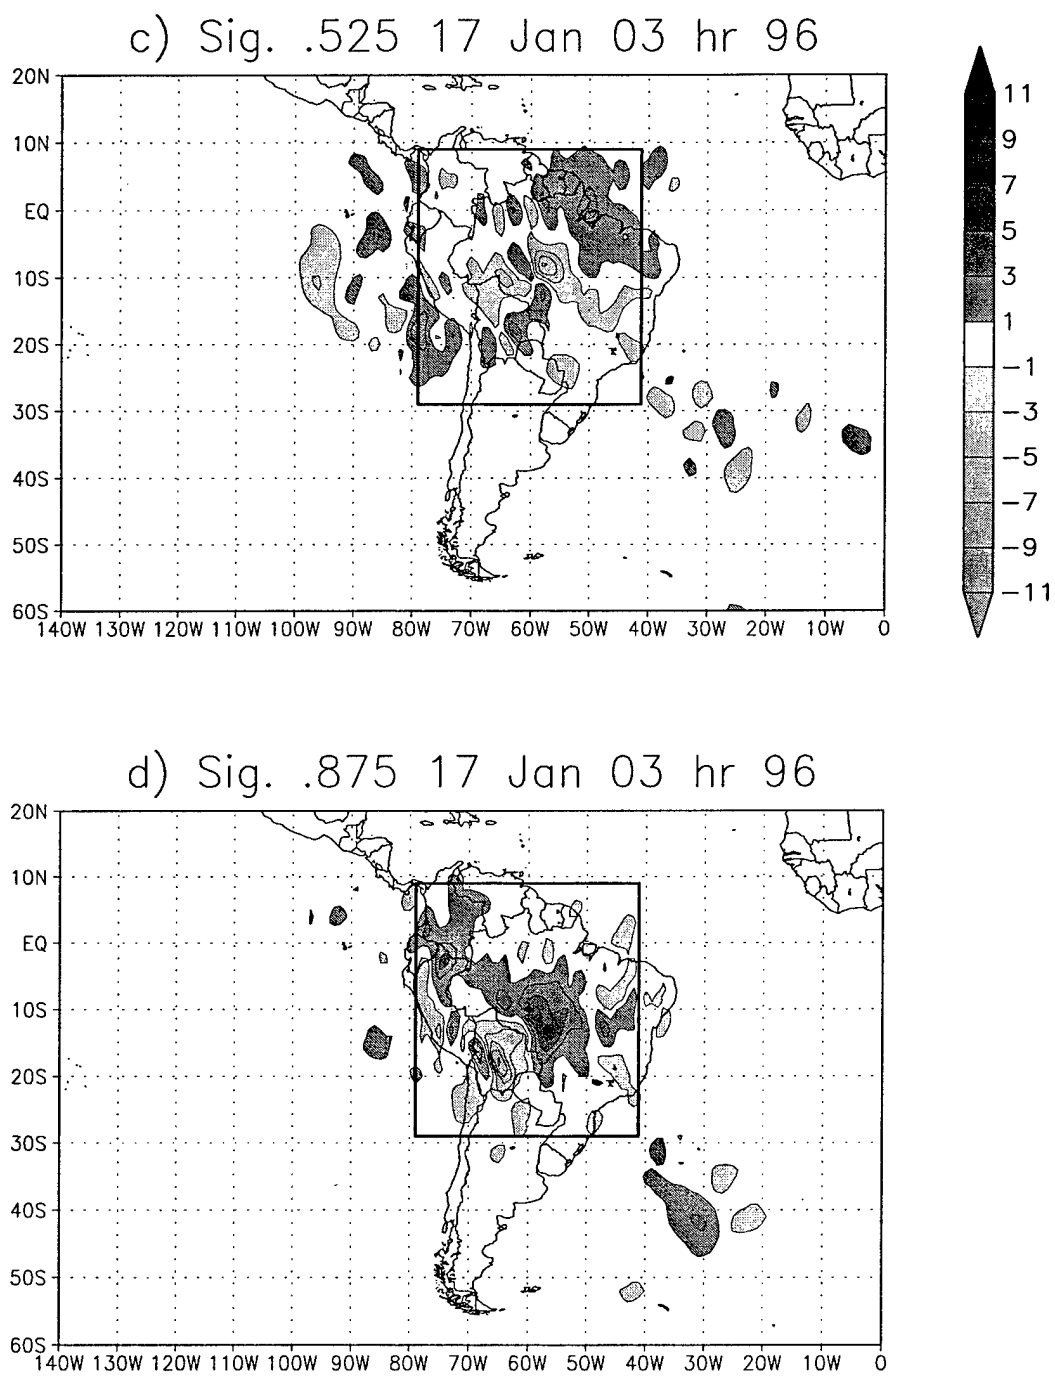 c) Sig. .525 17 Jan 03 hr 96
20N
10N
EQ
10S
20S
30S
40S
50S
60S
140W 130W 120W 110W 100W 90W 80W 70W 60W 50W 40W 30W 20W 10W 0
11
9
7
5
3
1
-1
-3
-5
-7
-9
-11
d) Sig. .875 17 Jan 03 hr 96
20N
10N
EQ
10S
20S
30S
40S
50S
60S
140W 130W 120W 110W 100W 90W 80W 70W 60W 50W 40W 30W 20W 10W 0